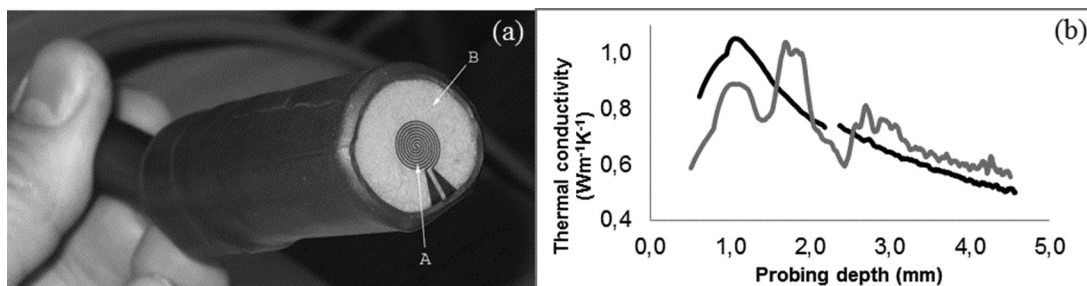 (a)
B
A
(b)
Thermal conductivity
(Wm⁻¹K⁻¹)
1,0
0,8
0,6
0,4
0,0
1,0
2,0
3,0
4,0
5,0
Probing depth (mm)